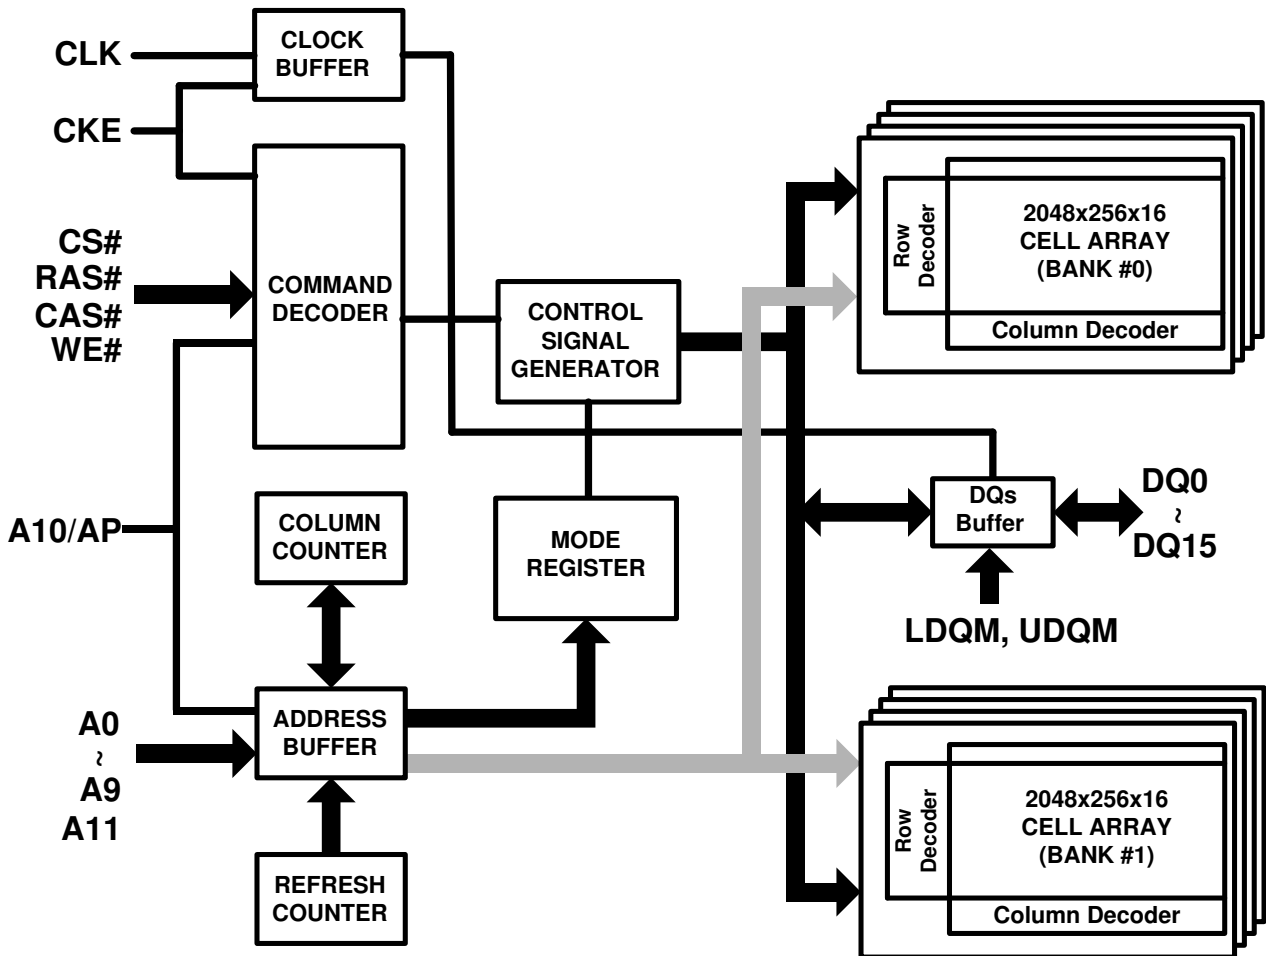 CLK
CKE
CLOCK
BUFFER
CS#
RAS#
CAS#
WE#
COMMAND
DECODER
CONTROL
SIGNAL
GENERATOR
Row
Decoder
2048x256x16
CELL ARRAY
(BANK #0)
Column Decoder
A10/AP
COLUMN
COUNTER
MODE
REGISTER
DQs
Buffer
DQ0
~
DQ15
LDQM, UDQM
A0
~
A9
A11
ADDRESS
BUFFER
REFRESH
COUNTER
Row
Decoder
2048x256x16
CELL ARRAY
(BANK #1)
Column Decoder